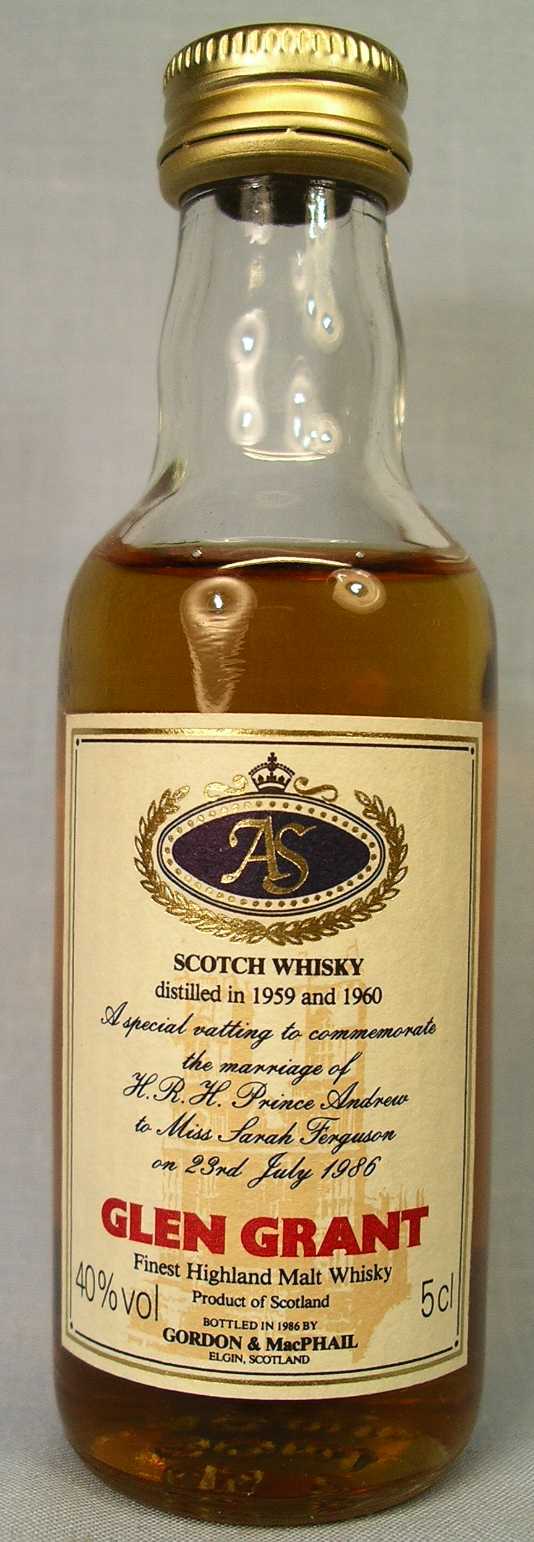 AS
SCOTCH WHISKY
distilled in 1959 and 1960
A special vatting to commemorate
the marriage of
H.R.H. Prince Andrew
to Miss Sarah Ferguson
on 23rd July 1986
GLEN GRANT
Finest Highland Malt Whisky
40% vol
Product of Scotland
5cl
BOTTLED IN 1986 BY
GORDON & MacPHAIL
ELGIN, SCOTLAND